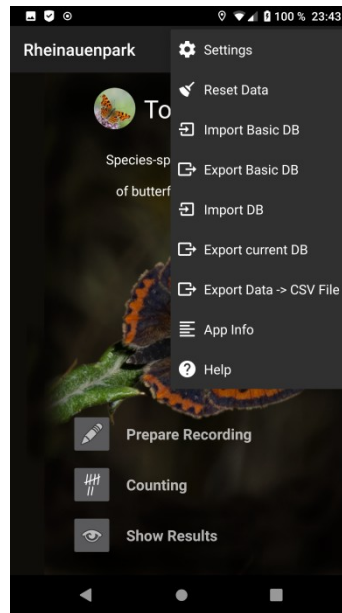 100 % 23:43
Rheinauenpark
Settings
Reset Data
To
Import Basic DB
Species-sp
Export Basic DB
of butterf
Import DB
Export current DB
Export Data -> CSV File
App Info
Help
Prepare Recording
Counting
Show Results